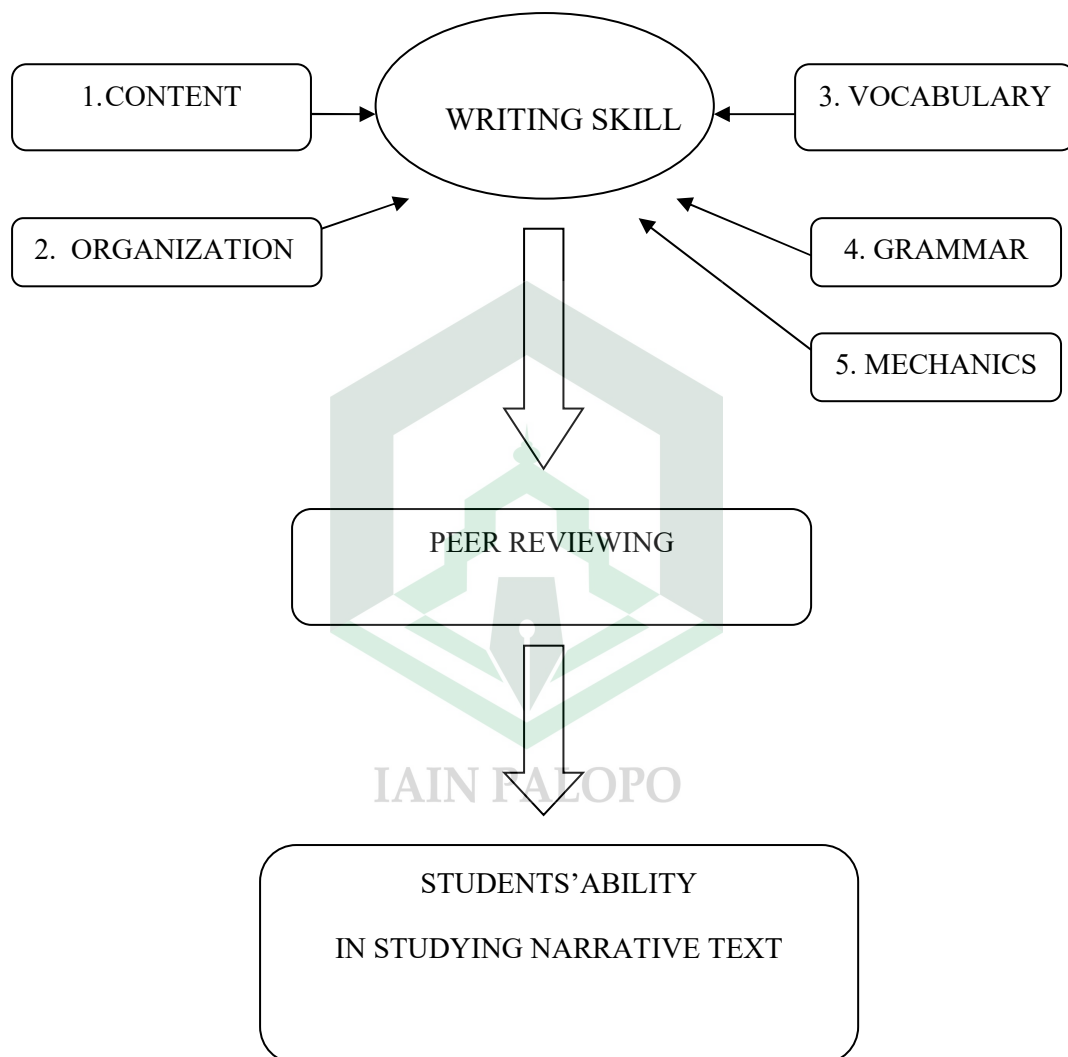 1.CONTENT
WRITING SKILL
3. VOCABULARY
2. ORGANIZATION
4. GRAMMAR
5. MECHANICS
PEER REVIEWING
IAIN PALOPO
STUDENTS’ABILITY
IN STUDYING NARRATIVE TEXT